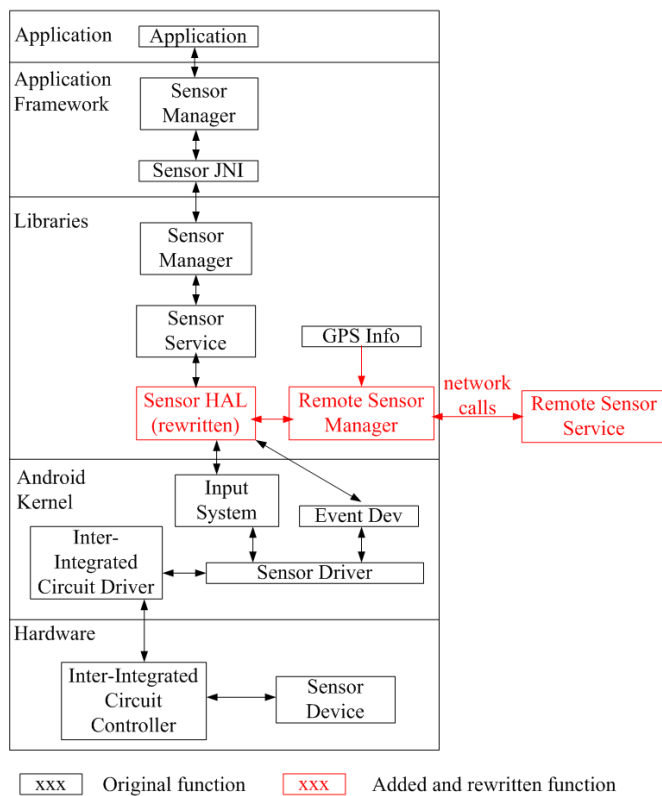 Application
Application
Application
Framework
Sensor
Manager
Sensor JNI
Libraries
Sensor
Manager
Sensor
Service
GPS Info
Sensor HAL
(rewritten)
Remote Sensor
Manager
network
calls
Remote Sensor
Service
Android
Kernel
Input
System
Event Dev
Inter-
Integrated
Circuit Driver
Sensor Driver
Hardware
Inter-Integrated
Circuit
Controller
Sensor
Device
xxx Original function xxx Added and rewritten function